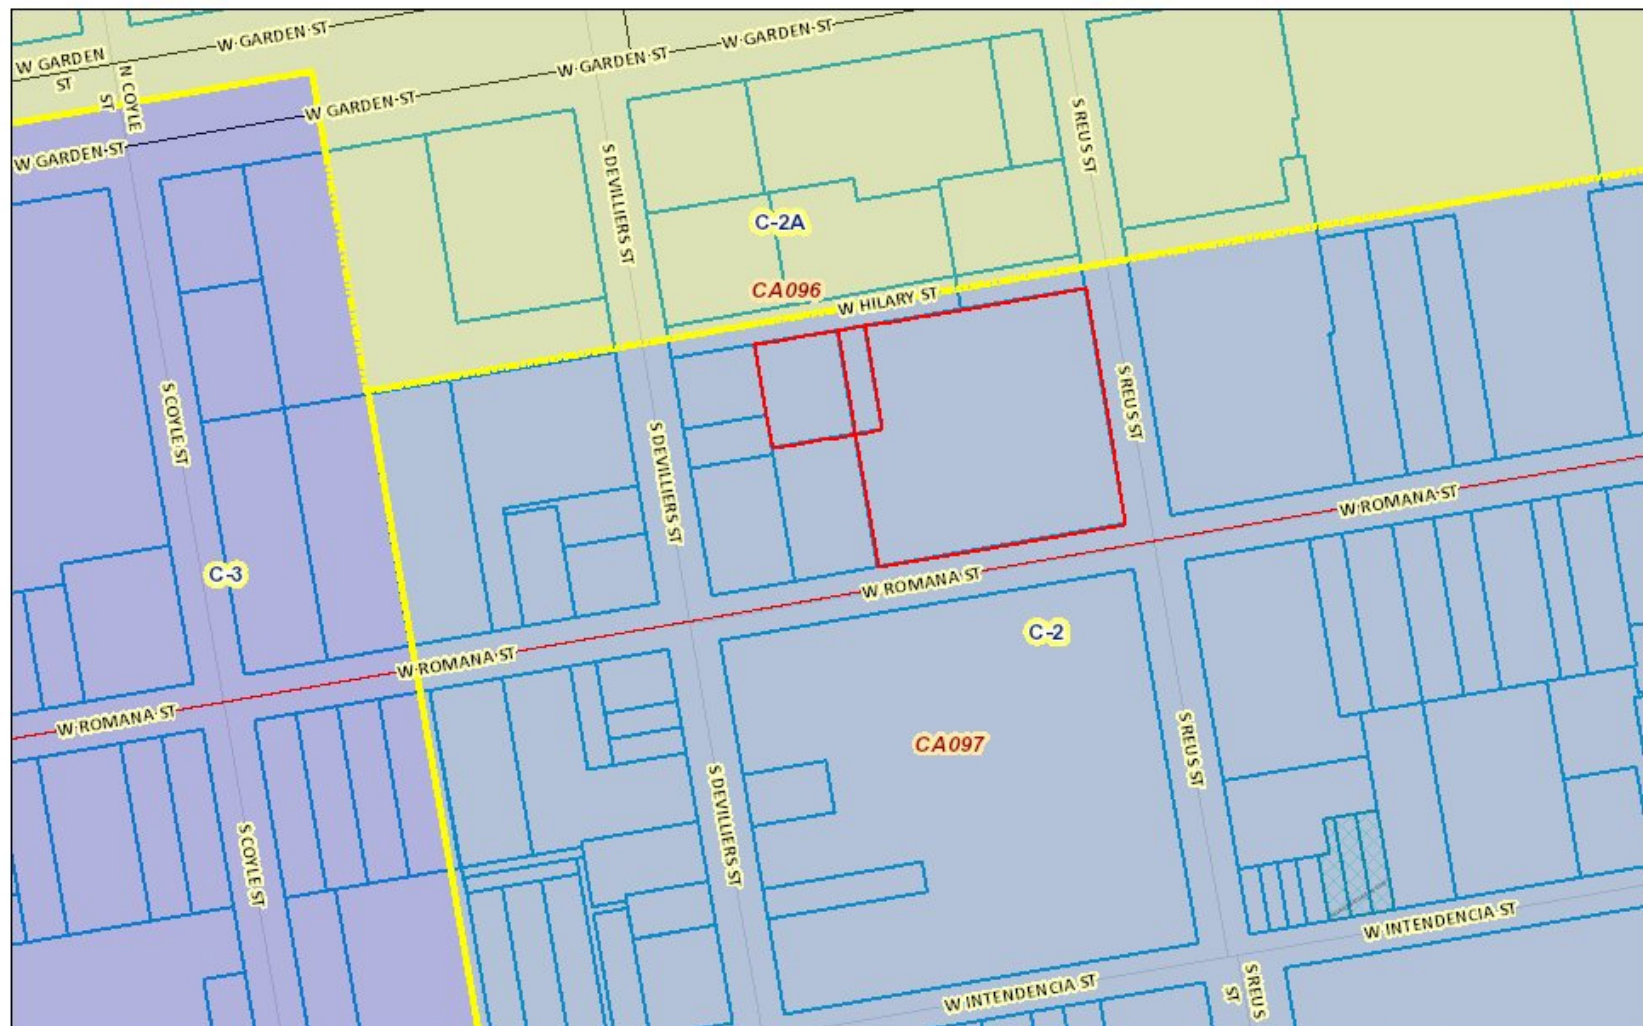 W GARDEN ST
W GARDEN ST
W GARDEN
ST
W GARDEN ST
N COYLE
ST
W GARDEN ST
W GARDEN ST
S REUS ST
S DEVILLIERS ST
C-2A
CA096
W HILARY ST
S COYLE ST
S DEVILLIERS ST
S REUS ST
W ROMANA ST
C-3
W ROMANA ST
C-2
W ROMANA ST
W ROMANA ST
CA097
S REUS ST
S DEVILLIERS ST
S COYLE ST
W INTENDENCIA ST
W INTENDENCIA ST
S REUS
ST